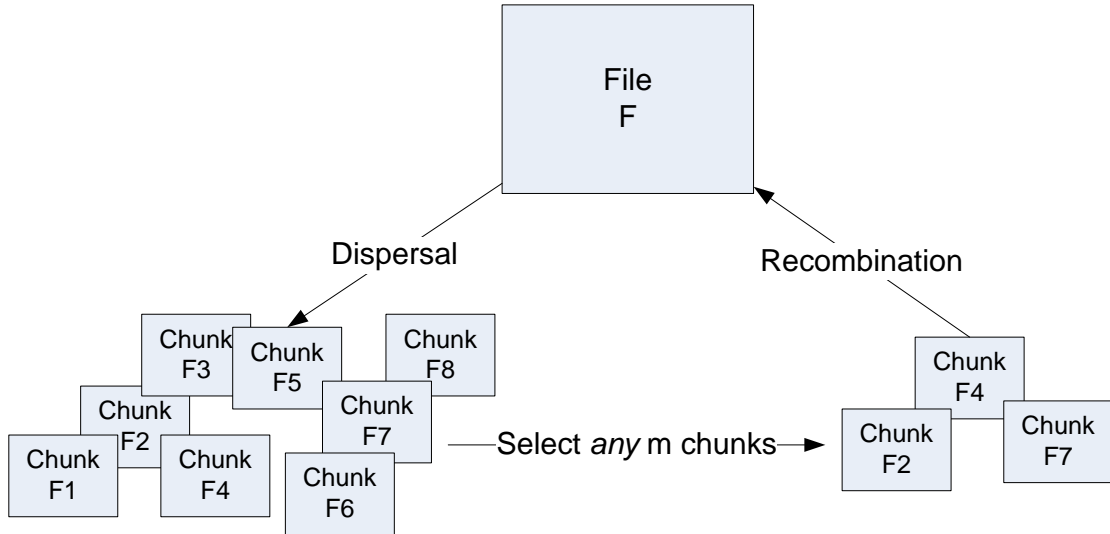 File
F
Dispersal
Recombination
Chunk
F3
Chunk
F5
Chunk
F8
Chunk
F2
Chunk
F7
Chunk
F1
Chunk
F4
Chunk
F6
Select any m chunks
Chunk
F4
Chunk
F2
Chunk
F7